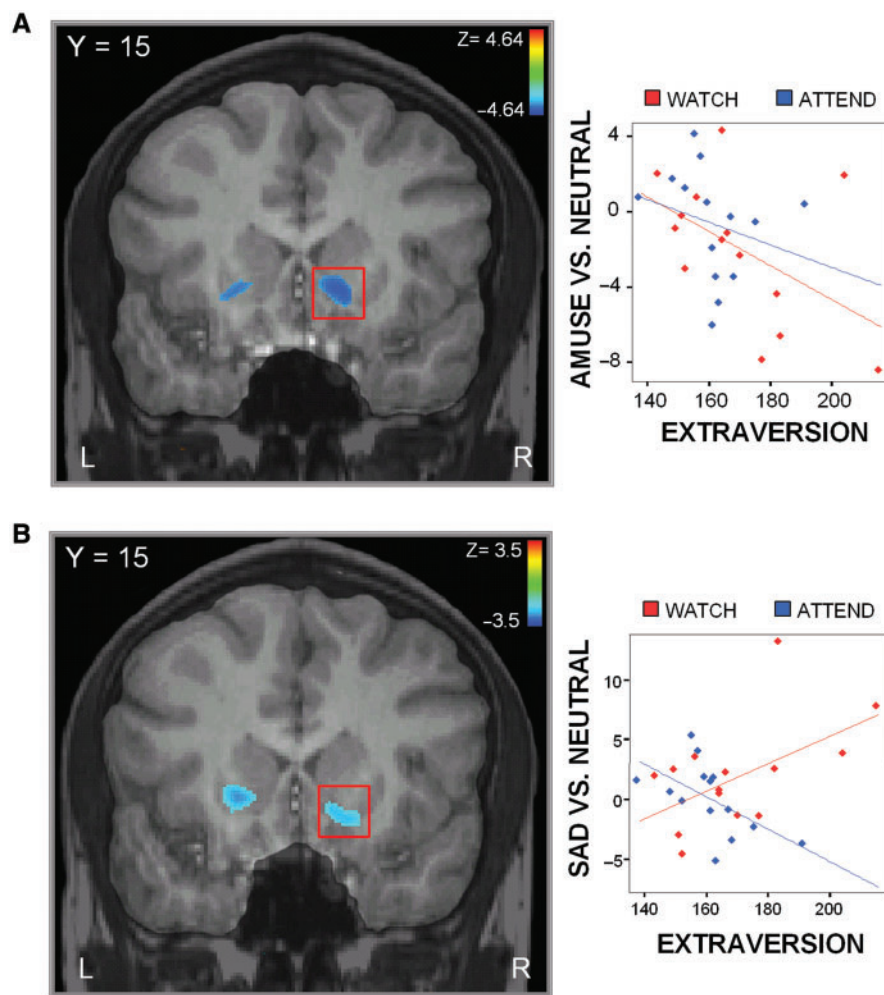 A
Y = 15
Z= 4.64
−4.64
L
R
WATCH
ATTEND
AMUSE VS. NEUTRAL
4
0
−4
−8
140
160
180
200
EXTRAVERSION
B
Y = 15
Z= 3.5
−3.5
L
R
WATCH
ATTEND
SAD VS. NEUTRAL
10
5
0
−5
140
160
180
200
EXTRAVERSION